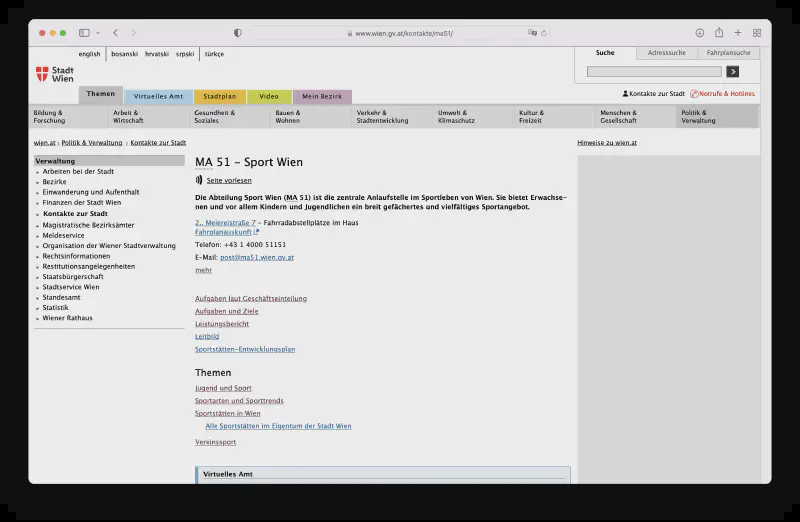 www.wien.gv.at/kontakte/ma51/
english bosanski hrvatski srpski türkçe
Suche Adresssuche Fahrplansuche
Stadt
Wien
Kontakte zur Stadt Notrufe & Hotlines
Themen Virtuelles Amt Stadtplan Video Mein Bezirk
Bildung &
Forschung
Arbeit &
Wirtschaft
Gesundheit &
Soziales
Bauen &
Wohnen
Verkehr &
Stadtentwicklung
Umwelt &
Klimaschutz
Kultur &
Freizeit
Menschen &
Gesellschaft
Politik &
Verwaltung
wien.at › Politik & Verwaltung › Kontakte zur Stadt
Hinweise zu wien.at
Verwaltung
Arbeiten bei der Stadt
Bezirke
Einwanderung und Aufenthalt
Finanzen der Stadt Wien
Kontakte zur Stadt
Magistratische Bezirksämter
Meldeservice
Organisation der Wiener Stadtverwaltung
Rechtsinformationen
Restitutionsangelegenheiten
Staatsbürgerschaft
Stadtservice Wien
Standesamt
Statistik
Wiener Rathaus
MA 51 - Sport Wien
Seite vorlesen
Die Abteilung Sport Wien (MA 51) ist die zentrale Anlaufstelle im Sportleben von Wien. Sie bietet Erwachse-
nen und vor allem Kindern und Jugendlichen ein breit gefächertes und vielfältiges Sportangebot.
2., Meiereistraße 7 - Fahrradabstellplätze im Haus
Fahrplanauskunft
Telefon: +43 1 4000 51151
E-Mail: post@ma51.wien.gv.at
mehr
Aufgaben laut Geschäftseinteilung
Aufgaben und Ziele
Leistungsbericht
Leitbild
Sportstätten-Entwicklungsplan
Themen
Jugend und Sport
Sportarten und Sporttrends
Sportstätten in Wien
Alle Sportstätten im Eigentum der Stadt Wien
Vereinssport
Virtuelles Amt